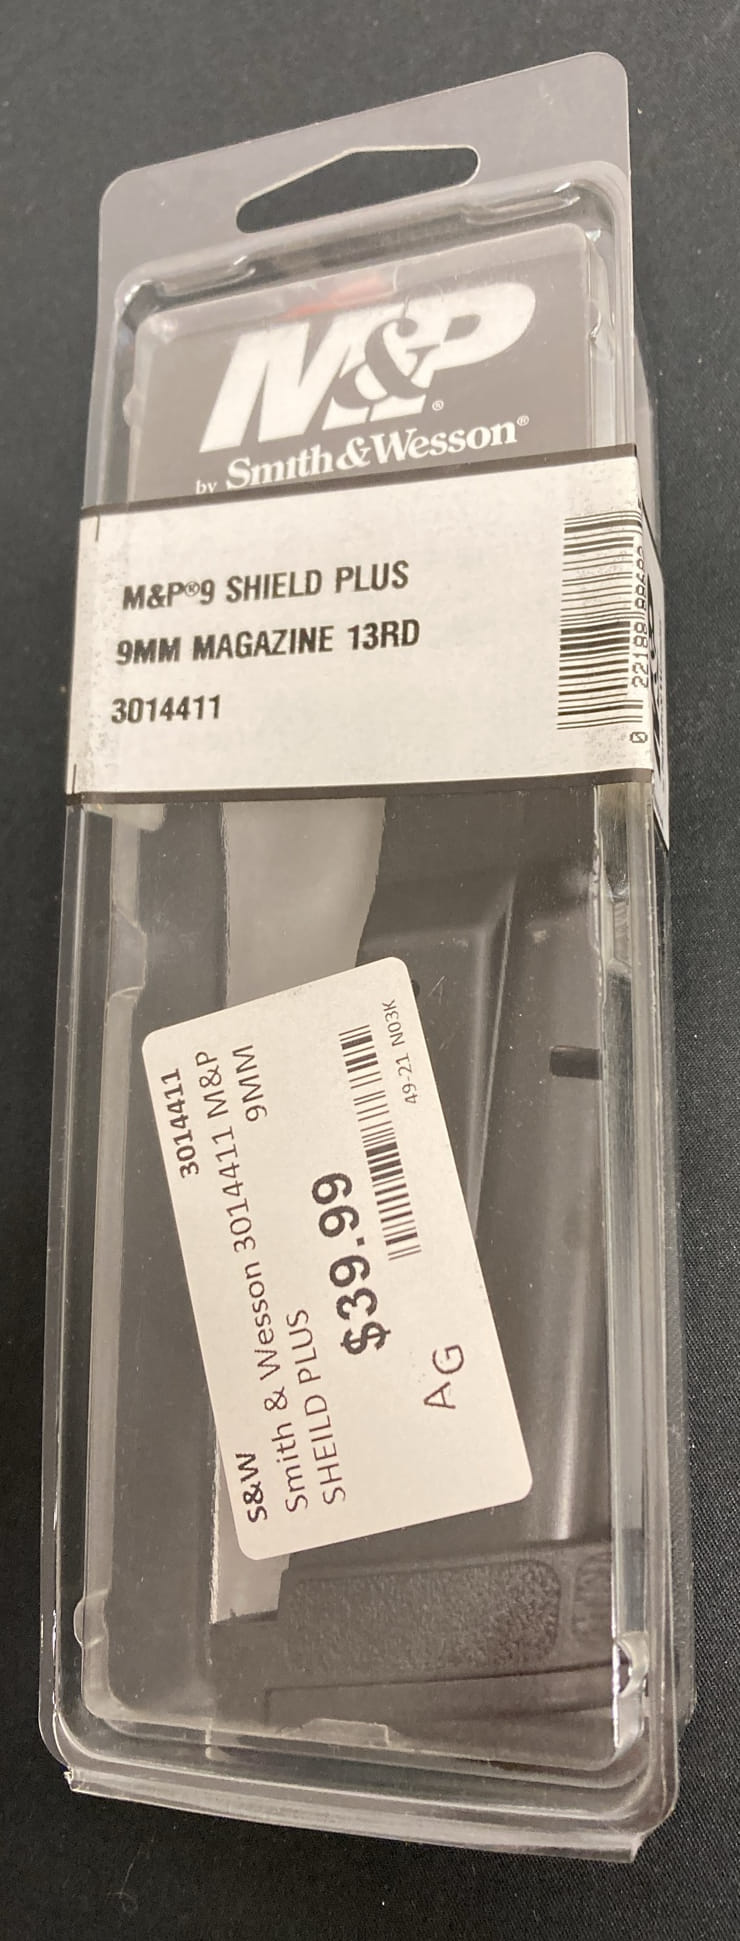 M&P®
by Smith&Wesson®
M&P®9 SHIELD PLUS
9MM MAGAZINE 13RD
3014411
S&W 3014411
Smith & Wesson 3014411 M&P
SHEILD PLUS 9MM
$39.99
49-21 N03K
AG